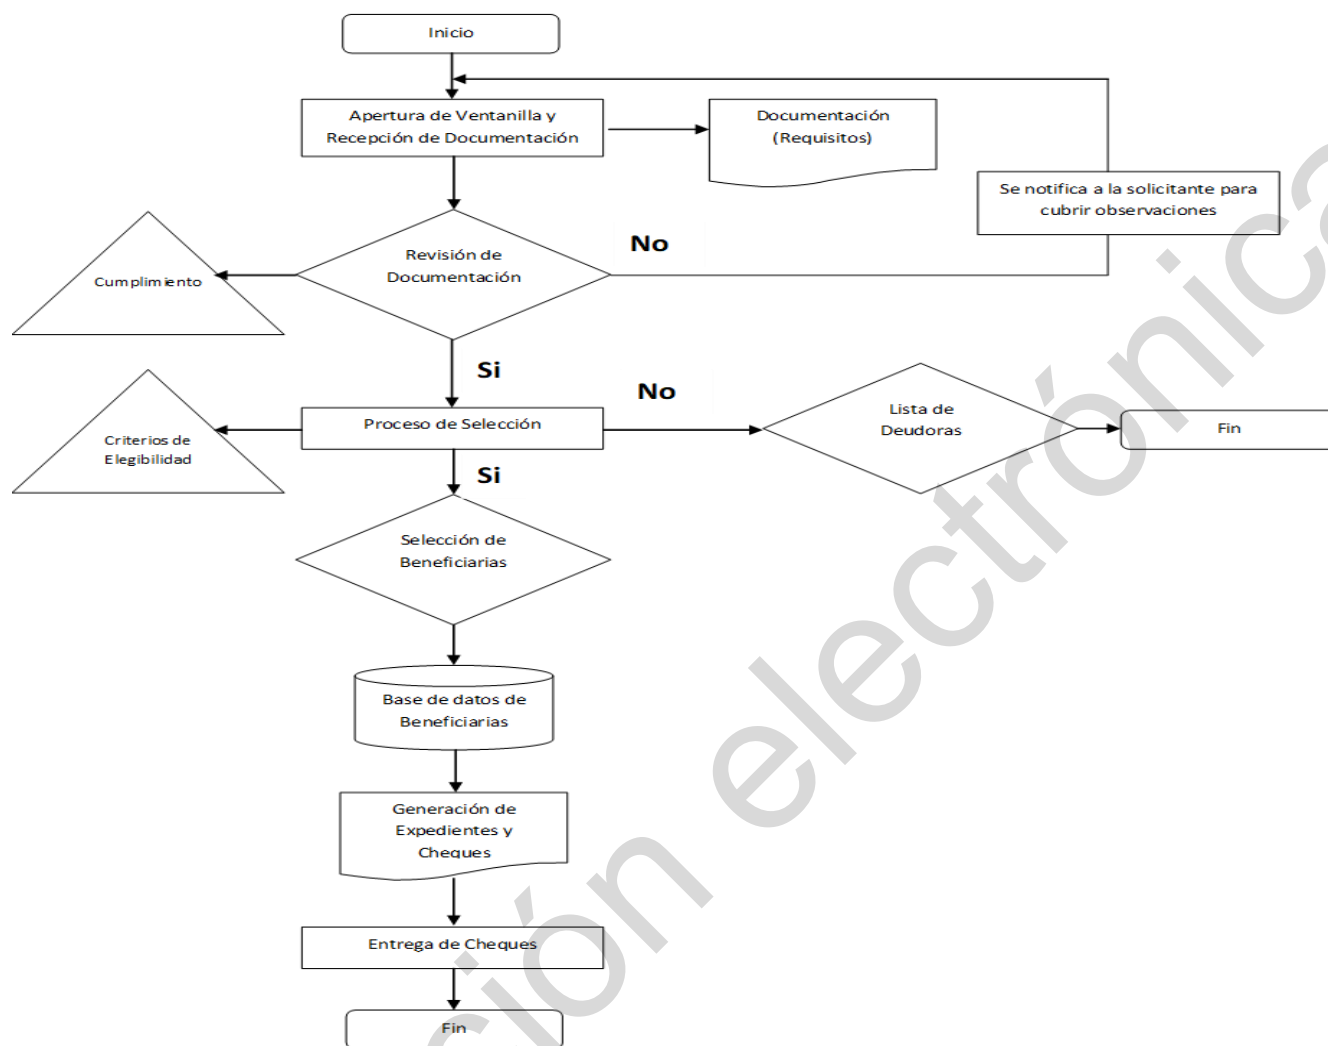 Inicio
Apertura de Ventanilla y
Recepción de Documentación
Documentación
(Requisitos)
Se notifica a la solicitante para
cubrir observaciones
No
Revisión de
Documentación
Cumplimiento
Si
No
Proceso de Selección
Lista de
Deudoras
Fin
Criterios de
Elegibilidad
Si
Selección de
Beneficiarias
Base de datos de
Beneficiarias
Generación de
Expedientes y
Cheques
Entrega de Cheques
Fin
ción electrónica